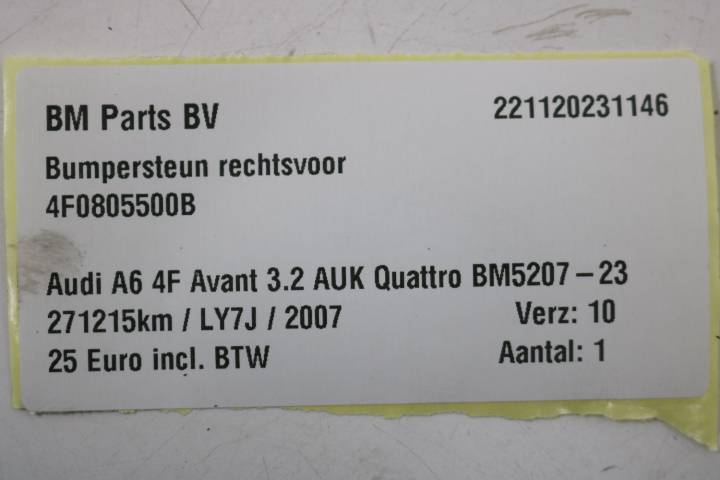 BM Parts BV 221120231146
Bumpersteun rechtsvoor
4F0805500B
Audi A6 4F Avant 3.2 AUK Quattro BM5207-23
271215km / LY7J / 2007 Verz: 10
25 Euro incl. BTW Aantal: 1